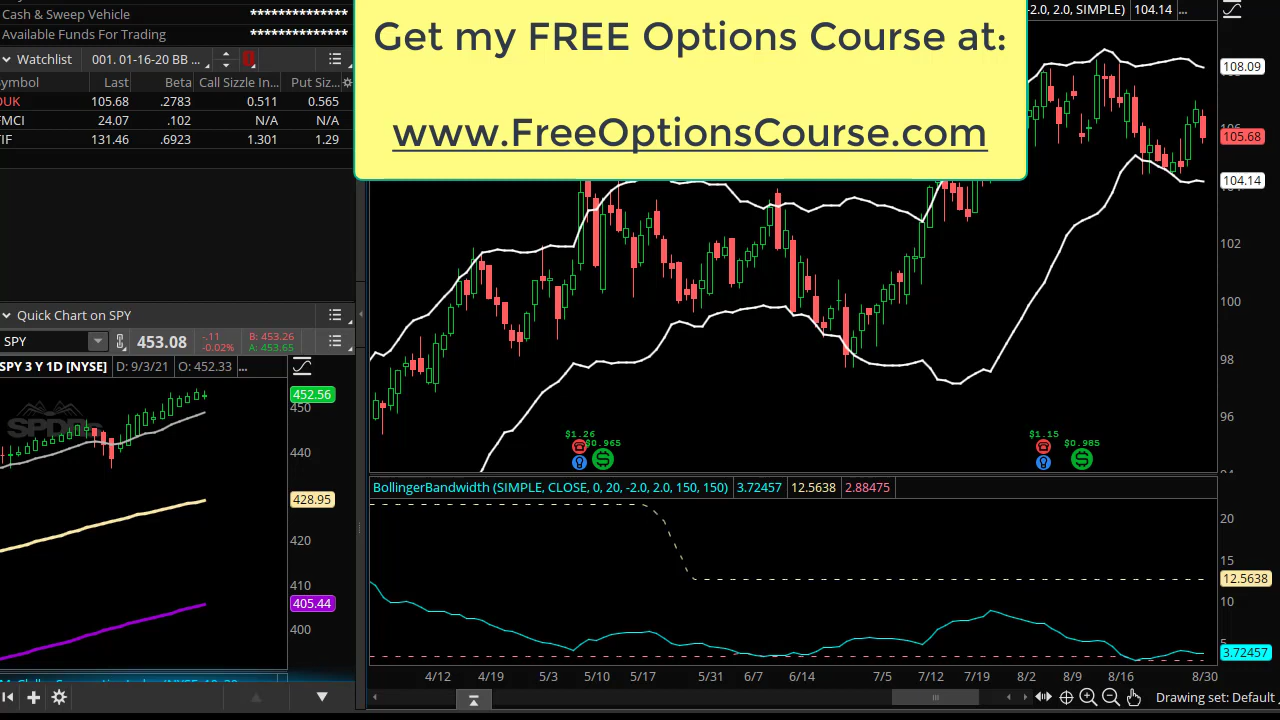 Cash & Sweep Vehicle **************
Available Funds For Trading **************
Watchlist 001. 01-16-20 BB ...
ymbol Last Beta Call Sizzle In... Put Siz...
DUK 105.68 .2783 0.511 0.565
FMCI 24.07 .102 N/A N/A
TIF 131.46 .6923 1.301 1.29
Get my FREE Options Course at:
www.FreeOptionsCourse.com
-2.0, 2.0, SIMPLE) 104.14 ...
108.09
106
105.68
104.14
102
100
98
96
94
$1.26
$0.965
$1.15
$0.985
Quick Chart on SPY
SPY 453.08 -.11 -0.02% B: 453.26 A: 453.65
SPY 3 Y 1D [NYSE] D: 9/3/21 O: 452.33 ...
SPDRs
452.56
450
440
428.95
420
410
405.44
400
BollingerBandwidth (SIMPLE, CLOSE, 0, 20, -2.0, 2.0, 150, 150) 3.72457 12.5638 2.88475
20
15
12.5638
10
5
3.72457
4/12 4/19 5/3 5/10 5/17 5/31 6/7 6/14 7/5 7/12 7/19 8/2 8/9 8/16 8/30
Drawing set: Default